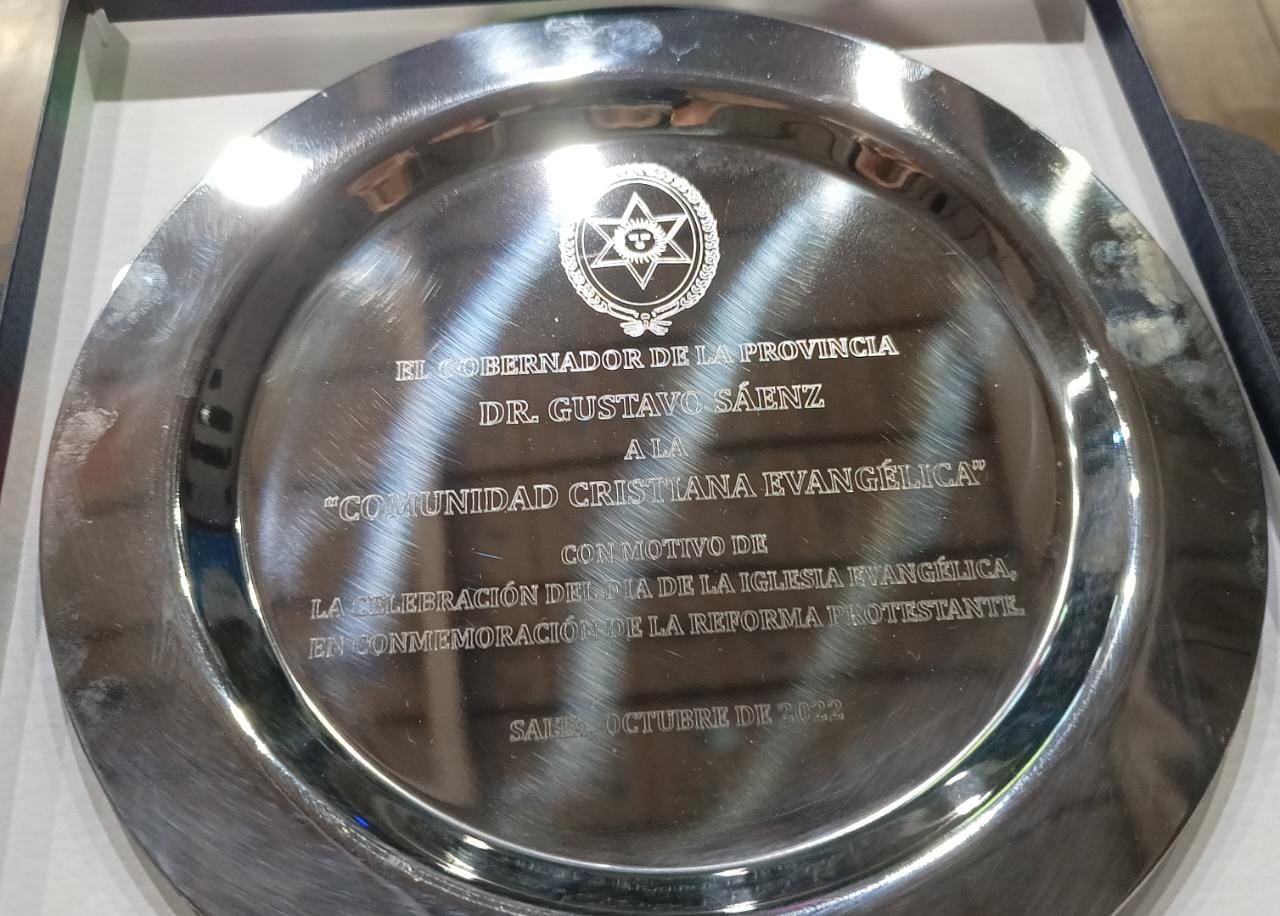 EL GOBERNADOR DE LA PROVINCIA
DR. GUSTAVO SÁENZ
A LA
“COMUNIDAD CRISTIANA EVANGÉLICA”
CON MOTIVO DE
LA CELEBRACIÓN DEL DIA DE LA IGLESIA EVANGÉLICA,
EN CONMEMORACIÓN DE LA REFORMA PROTESTANTE.
SALTA, OCTUBRE DE 2022